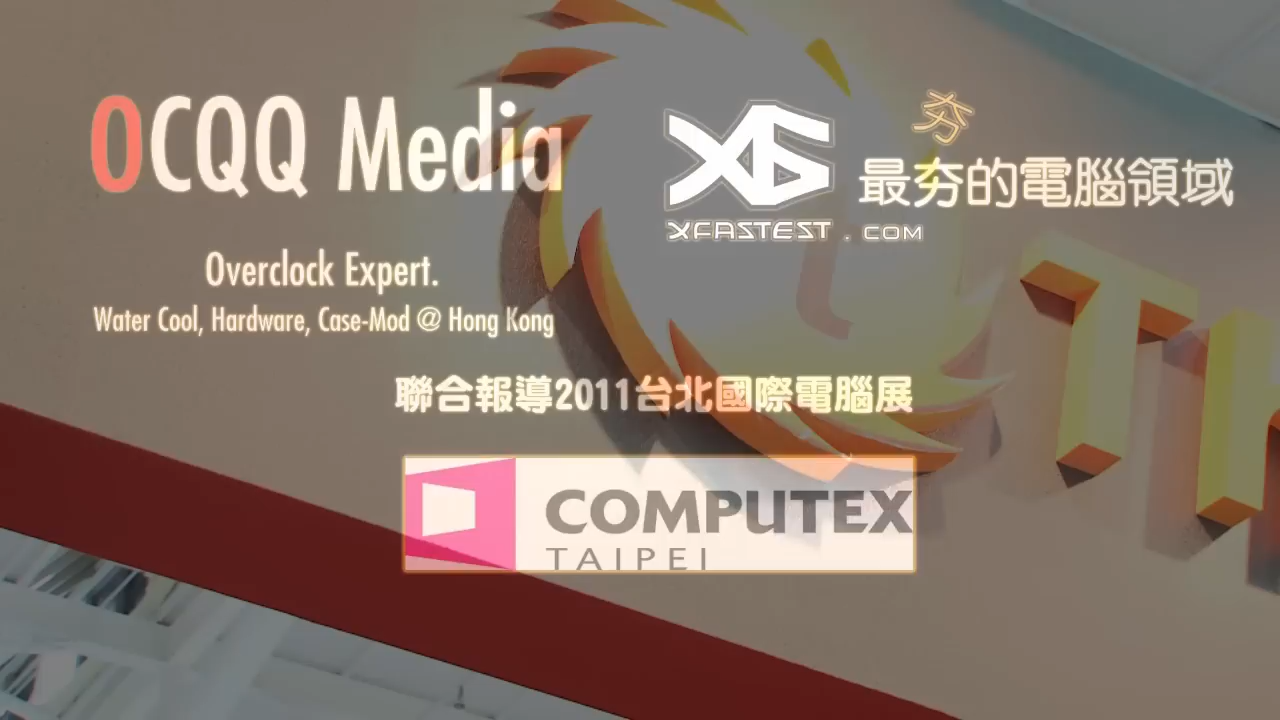 OCQQ Media
Overclock Expert.
Water Cool, Hardware, Case-Mod @ Hong Kong
夯
最夯的電腦領域
XFASTEST.COM
聯合報導2011台北國際電腦展
COMPUTEX
TAIPEI